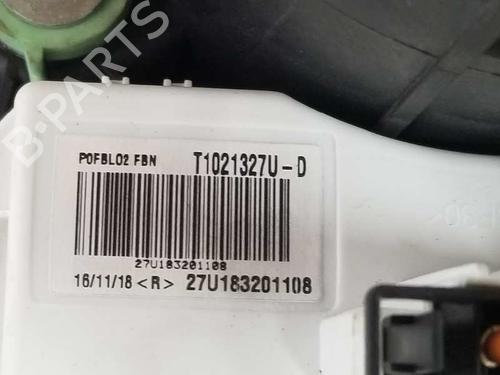 P0FBL02 FBN T1021327U-D
27U183201108
16/11/18 <R> 27U183201108
B-PARTS